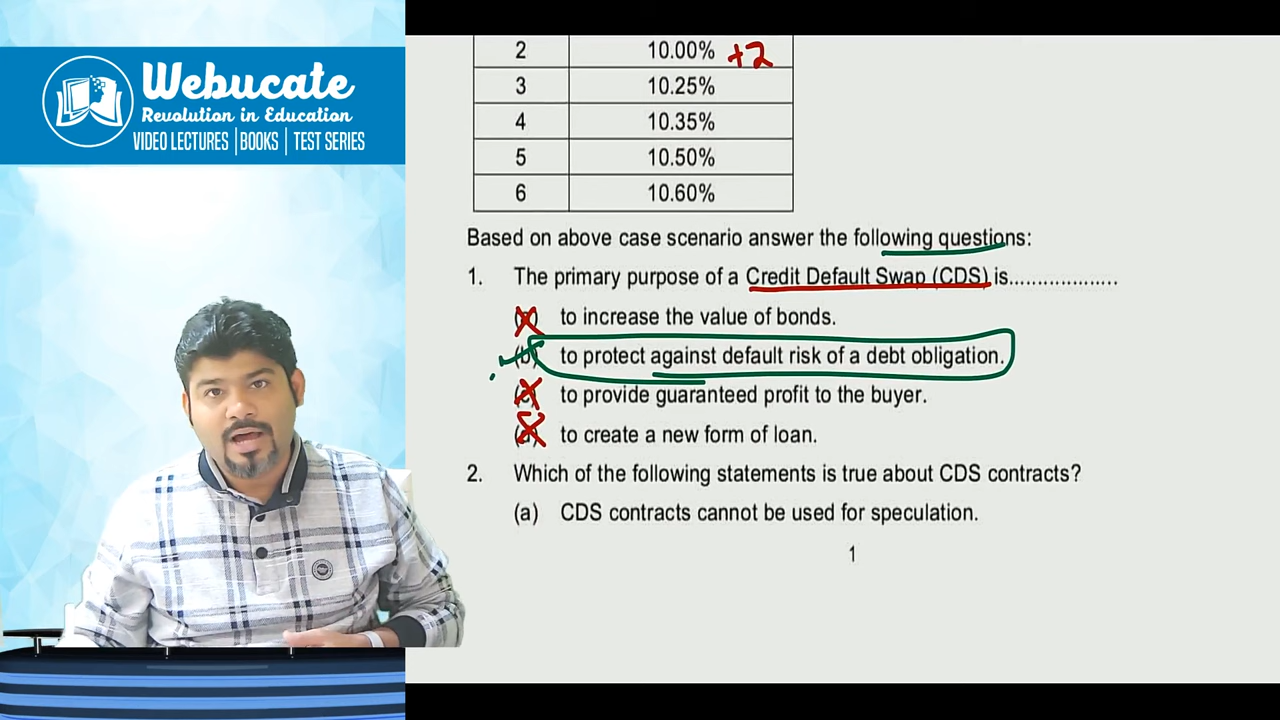 Webucate
Revolution in Education
VIDEO LECTURES | BOOKS | TEST SERIES
2 10.00% +2
3 10.25%
4 10.35%
5 10.50%
6 10.60%
Based on above case scenario answer the following questions:
1. The primary purpose of a Credit Default Swap (CDS) is...................
(a) to increase the value of bonds.
(b) to protect against default risk of a debt obligation.
(c) to provide guaranteed profit to the buyer.
(d) to create a new form of loan.
2. Which of the following statements is true about CDS contracts?
(a) CDS contracts cannot be used for speculation.
1